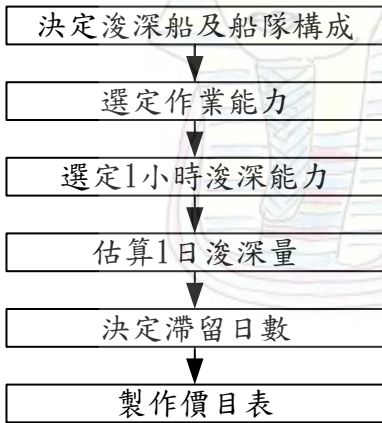 決定浚深船及船隊構成
選定作業能力
選定1小時浚深能力
估算1日浚深量
決定滯留日數
製作價目表